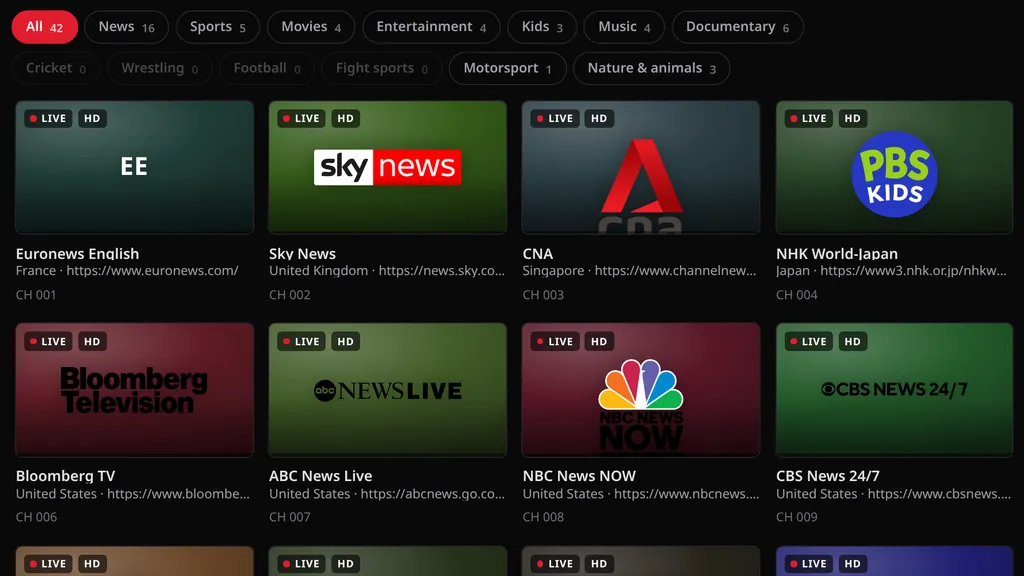 All 42 News 16 Sports 5 Movies 4 Entertainment 4 Kids 3 Music 4 Documentary 6
Cricket 0 Wrestling 0 Football 0 Fight sports 0 Motorsport 1 Nature & animals 3
LIVE HD LIVE HD LIVE HD LIVE HD
EE
sky news
cna
PBS
KIDS
Euronews English
France · https://www.euronews.com/
CH 001
Sky News
United Kingdom · https://news.sky.co...
CH 002
CNA
Singapore · https://www.channelnew...
CH 003
NHK World-Japan
Japan · https://www3.nhk.or.jp/nhkw...
CH 004
LIVE HD LIVE HD LIVE HD LIVE HD
Bloomberg
Television
abc NEWS LIVE
NBC NEWS
NOW
CBS NEWS 24/7
Bloomberg TV
United States · https://www.bloombe...
CH 006
ABC News Live
United States · https://abcnews.go.co...
CH 007
NBC News NOW
United States · https://www.nbcnews....
CH 008
CBS News 24/7
United States · https://www.cbsnews....
CH 009
LIVE HD LIVE HD LIVE HD LIVE HD